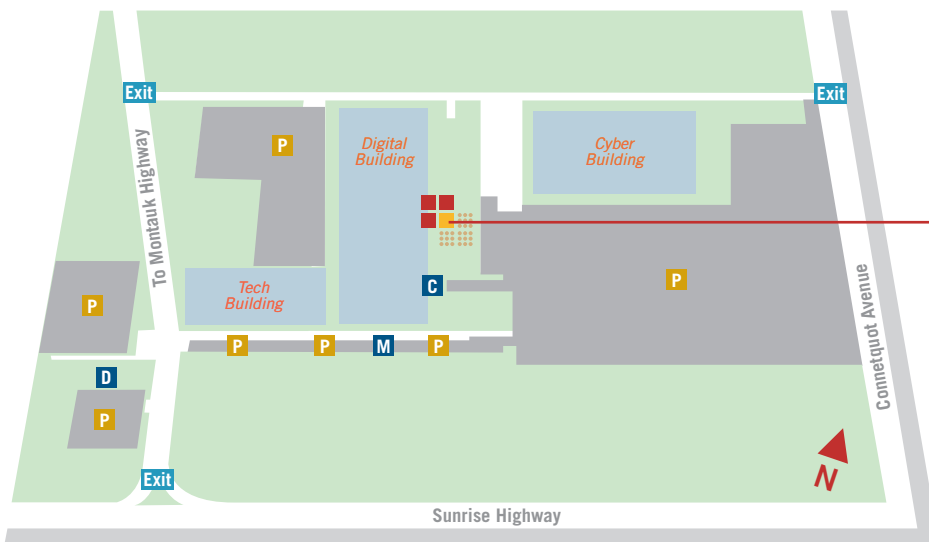 Exit
Exit
Digital
Building
Cyber
Building
P
To Montauk Highway
C
P
Tech
Building
P
Connetquot Avenue
P
P
M
P
D
P
N
Exit
Sunrise Highway